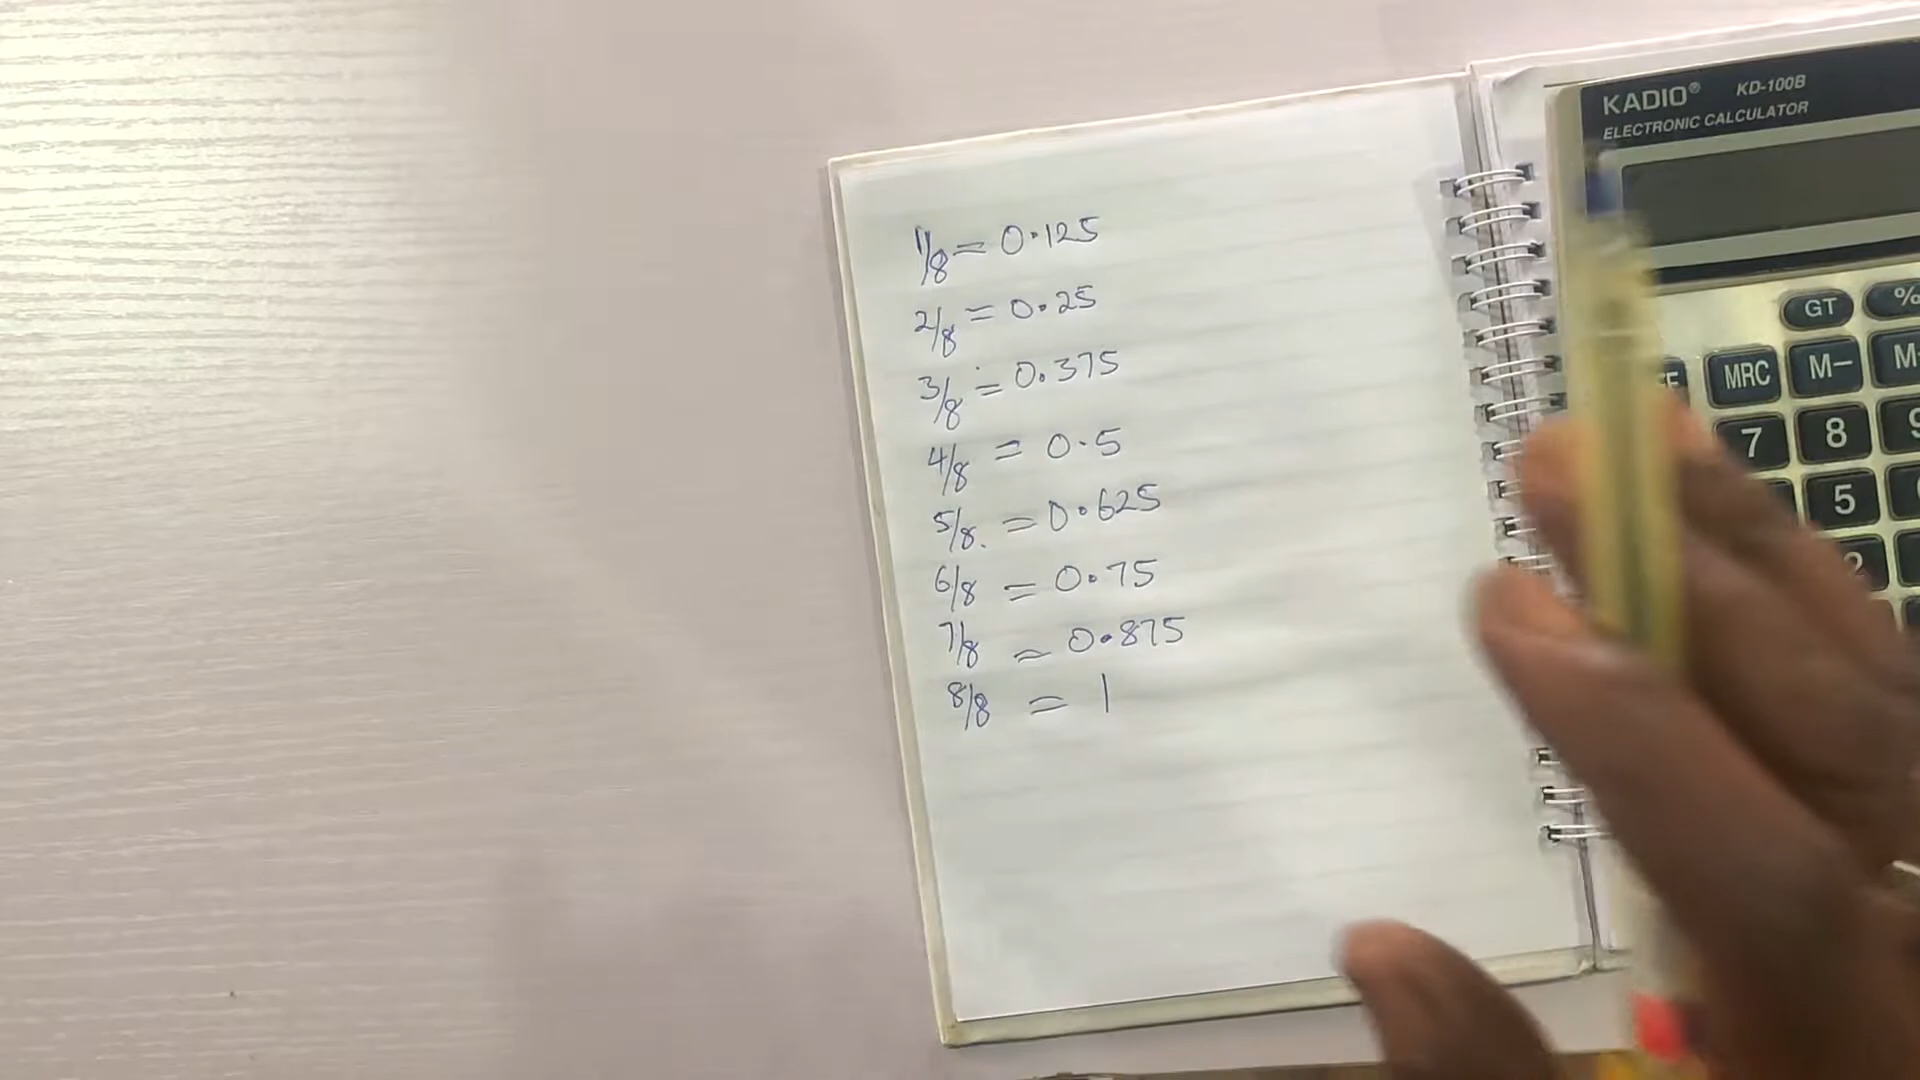 1/8 = 0.125
2/8 = 0.25
3/8 = 0.375
4/8 = 0.5
5/8. = 0.625
6/8 = 0.75
7/8 = 0.875
8/8 = 1
KADIO® KD-100B
ELECTRONIC CALCULATOR
GT %
MRC M−
7 8
5